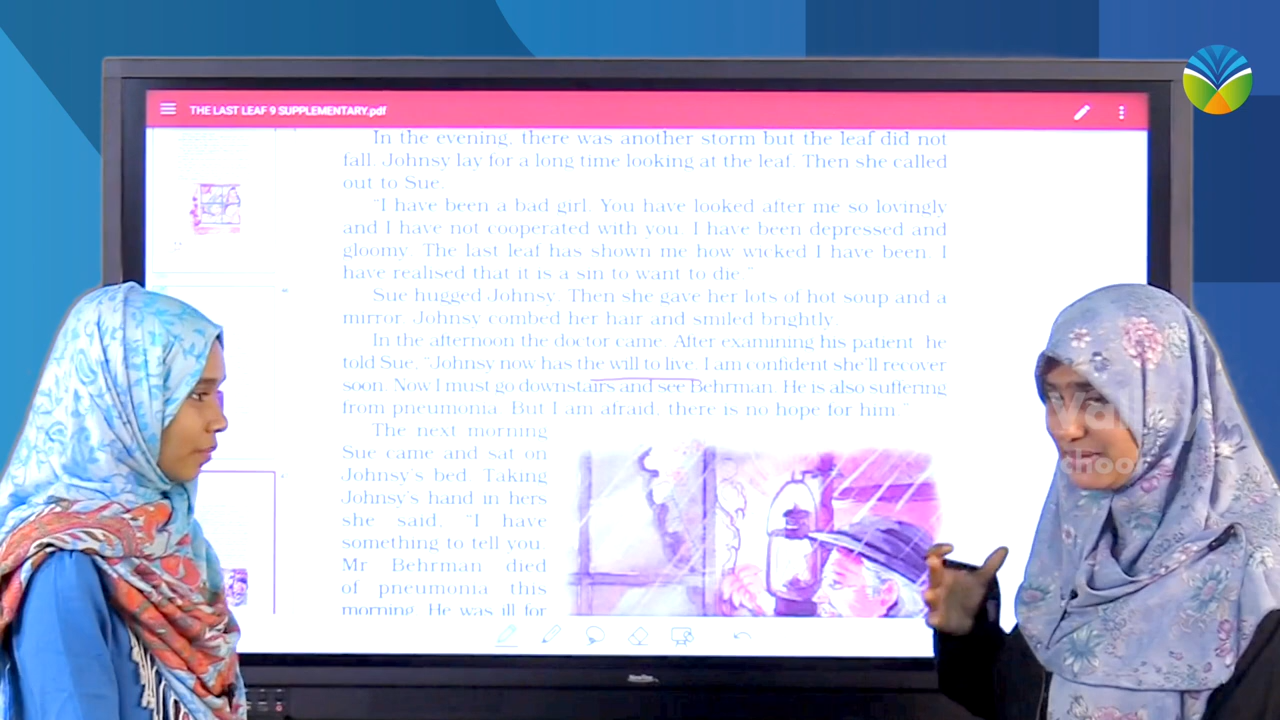 THE LAST LEAF 9 SUPPLEMENTARY.pdf
In the evening, there was another storm but the leaf did not
fall. Johnsy lay for a long time looking at the leaf. Then she called
out to Sue.
"I have been a bad girl. You have looked after me so lovingly
and I have not cooperated with you. I have been depressed and
gloomy. The last leaf has shown me how wicked I have been. I
have realised that it is a sin to want to die."
Sue hugged Johnsy. Then she gave her lots of hot soup and a
mirror. Johnsy combed her hair and smiled brightly.
In the afternoon the doctor came. After examining his patient, he
told Sue, "Johnsy now has the will to live. I am confident she'll recover
soon. Now I must go downstairs and see Behrman. He is also suffering
from pneumonia. But I am afraid, there is no hope for him."
The next morning
Sue came and sat on
Johnsy's bed. Taking
Johnsy's hand in hers
she said, "I have
something to tell you.
Mr Behrman died
of pneumonia this
morning. He was ill for
Valley
School